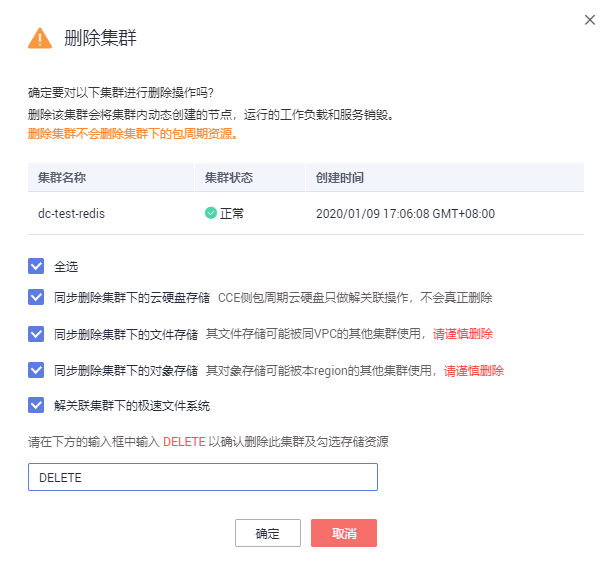 删除集群
确定要对以下集群进行删除操作吗?
删除该集群会将集群内动态创建的节点，运行的工作负载和服务销毁。
删除集群不会删除集群下的包周期资源。
集群名称 集群状态 创建时间
dc-test-redis 正常 2020/01/09 17:06:08 GMT+08:00
全选
同步删除集群下的云硬盘存储 CCE侧包周期云硬盘只做解关联操作，不会真正删除
同步删除集群下的文件存储 其文件存储可能被同VPC的其他集群使用，请谨慎删除
同步删除集群下的对象存储 其对象存储可能被本region的其他集群使用，请谨慎删除
解关联集群下的极速文件系统
请在下方的输入框中输入 DELETE 以确认删除此集群及勾选存储资源
DELETE
确定 取消